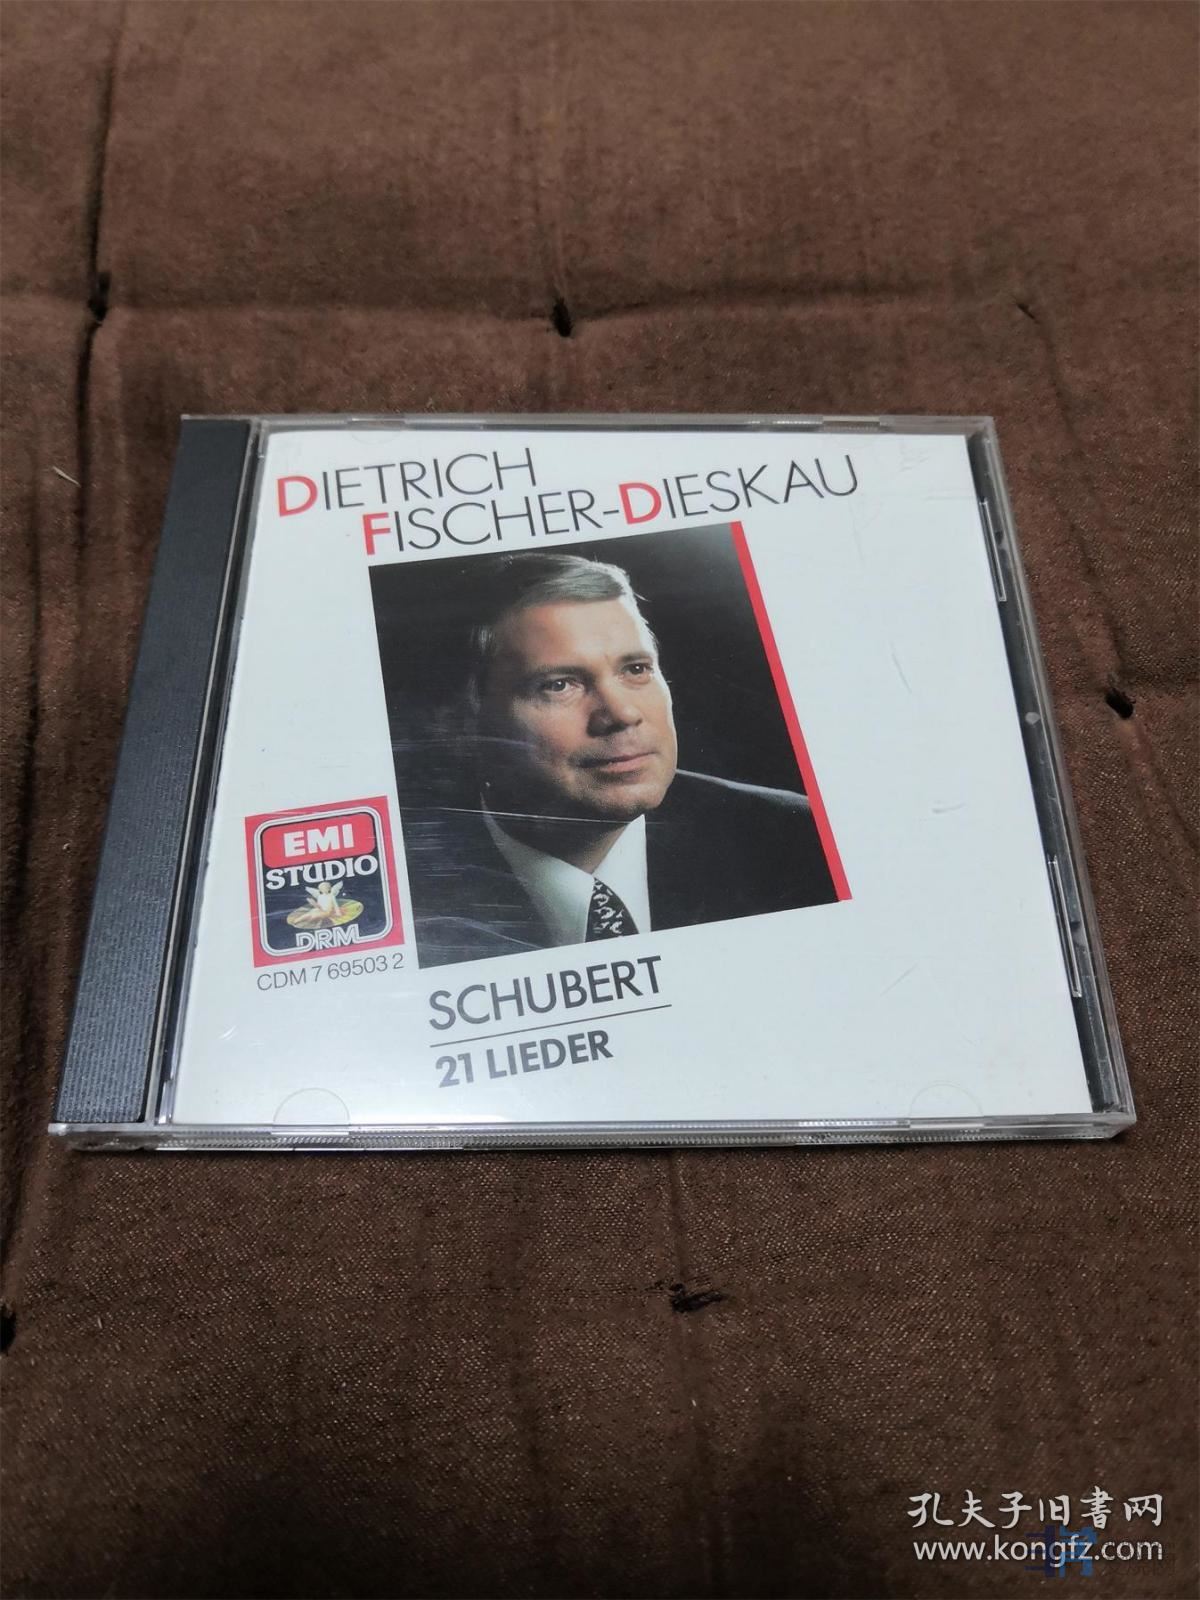 DIETRICH
FISCHER-DIESKAU
EMI
STUDIO
DRM
CDM 7 69503 2
SCHUBERT
21 LIEDER
孔夫子旧書网
www.kongfz.com